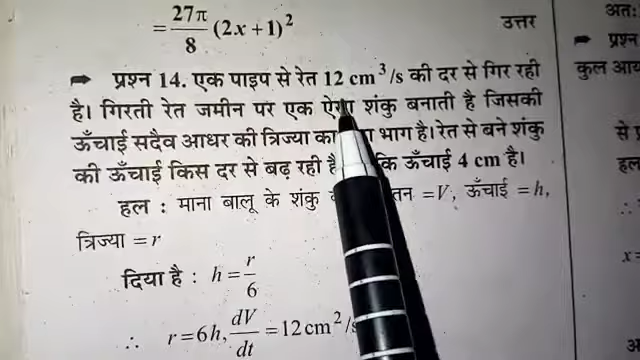 = 27π/8 (2x + 1)²
उत्तर
➡ प्रश्न 14. एक पाइप से रेत 12 cm³/s की दर से गिर रही
है। गिरती रेत जमीन पर एक ऐसा शंकु बनाती है जिसकी
ऊँचाई सदैव आधर की त्रिज्या का भाग है। रेत से बने शंकु
की ऊँचाई किस दर से बढ़ रही कि ऊँचाई 4 cm है।
हल : माना बालू के शंकु = V, ऊँचाई = h,
त्रिज्या = r
दिया है : h = r/6
∴ r = 6h, dV/dt = 12 cm²/s
अतः
➡ प्रश्न
कुल आय
से प्र
हल
x =